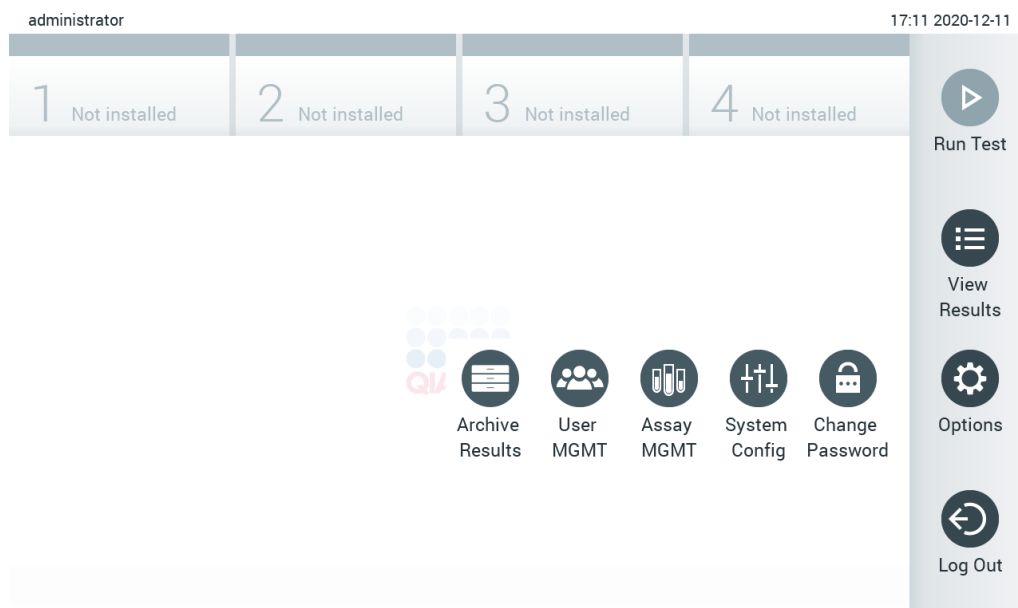 administrator 17:11 2020-12-11
1 Not installed 2 Not installed 3 Not installed 4 Not installed
Run Test
View
Results
Archive Results
User MGMT
Assay MGMT
System Config
Change Password
Options
Log Out